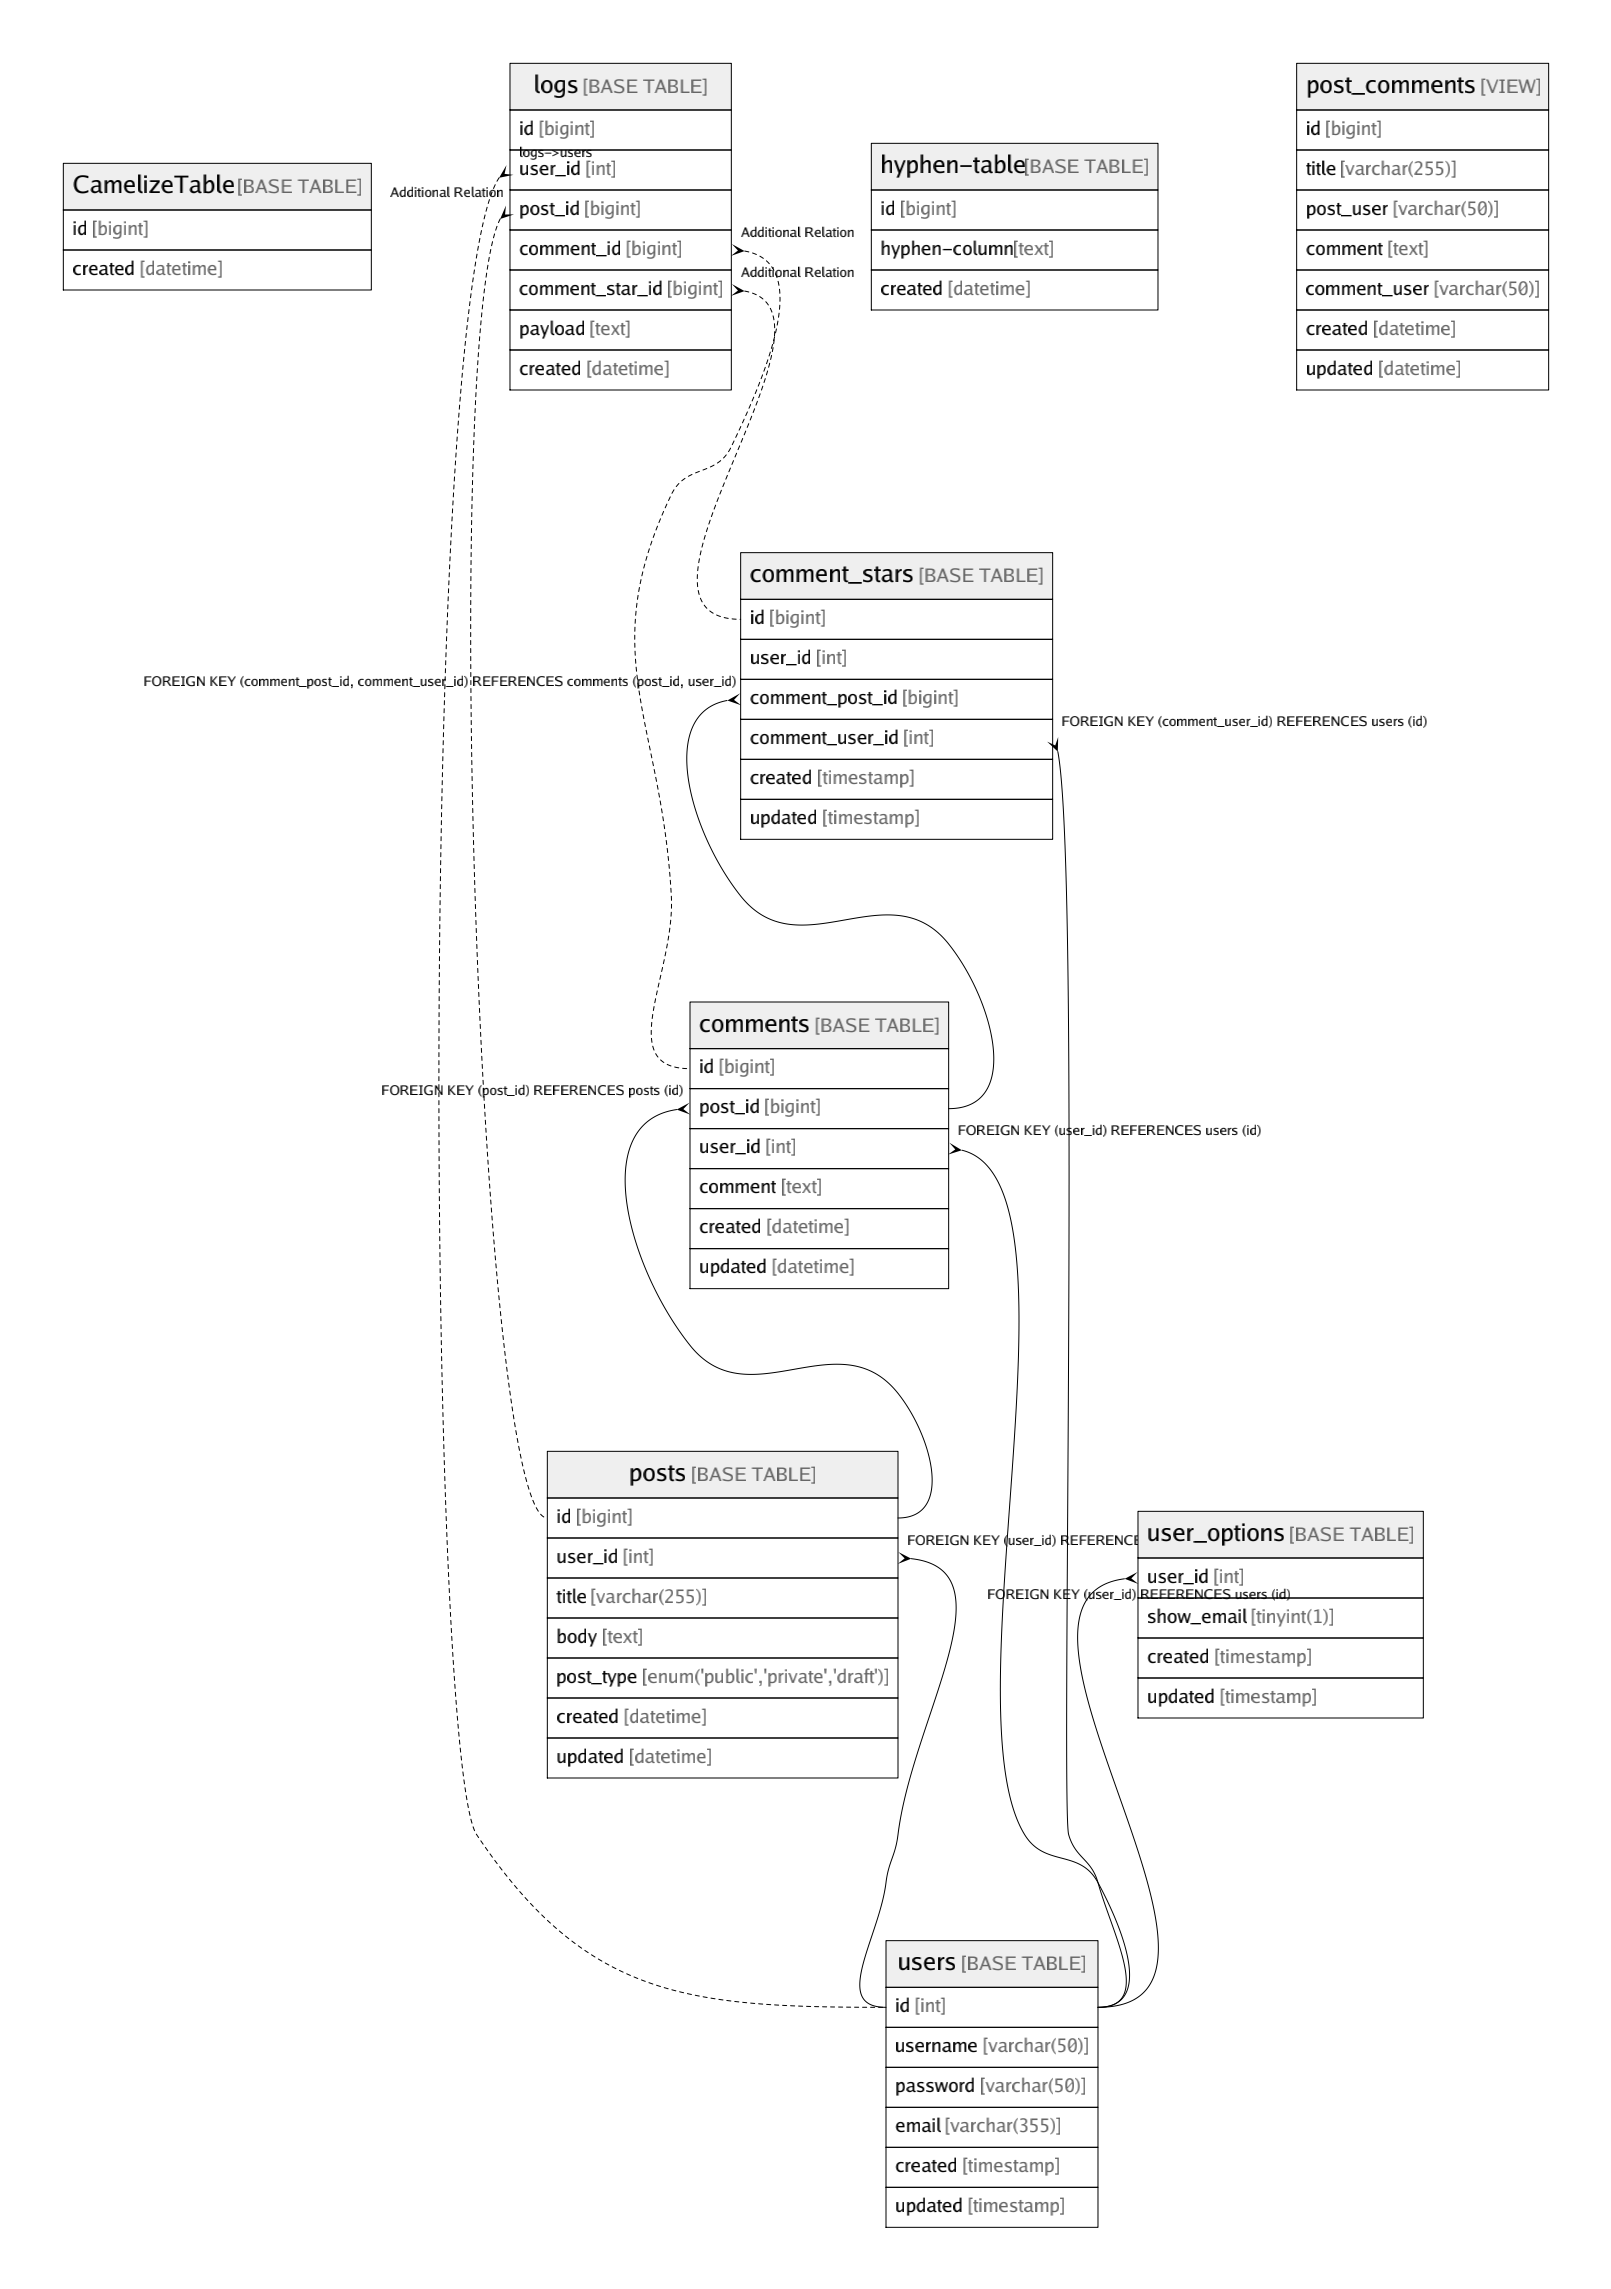 logs [BASE TABLE]
id [bigint]
log->users
user_id [int]
Additional Relation
post_id [bigint]
Additional Relation
comment_id [bigint]
Additional Relation
comment_star_id [bigint]
payload [text]
created [datetime]
post_comments [VIEW]
id [bigint]
title [varchar(255)]
post_user [varchar(50)]
comment [text]
comment_user [varchar(50)]
created [datetime]
updated [datetime]
CamelizeTable [BASE TABLE]
id [bigint]
created [datetime]
hyphen-table [BASE TABLE]
id [bigint]
hyphen-column [text]
created [datetime]
comment_stars [BASE TABLE]
id [bigint]
user_id [int]
FOREIGN KEY (comment_post_id, comment_user_id) REFERENCES comments (post_id, user_id)
comment_post_id [bigint]
FOREIGN KEY (comment_user_id) REFERENCES users (id)
comment_user_id [int]
created [timestamp]
updated [timestamp]
comments [BASE TABLE]
id [bigint]
FOREIGN KEY (post_id) REFERENCES posts (id)
post_id [bigint]
FOREIGN KEY (user_id) REFERENCES users (id)
user_id [int]
comment [text]
created [datetime]
updated [datetime]
posts [BASE TABLE]
id [bigint]
FOREIGN KEY (user_id) REFERENCE
user_id [int]
title [varchar(255)]
body [text]
post_type [enum('public','private','draft')]
created [datetime]
updated [datetime]
user_options [BASE TABLE]
user_id [int]
FOREIGN KEY (user_id) REFERENCES users (id)
show_email [tinyint(1)]
created [timestamp]
updated [timestamp]
users [BASE TABLE]
id [int]
username [varchar(50)]
password [varchar(50)]
email [varchar(355)]
created [timestamp]
updated [timestamp]